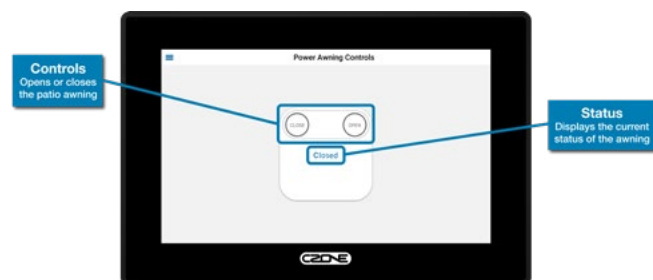 Power Awning Controls
Controls
Opens or closes
the patio awning
CLOSE
OPEN
Closed
Status
Displays the current
status of the awning
CZONE